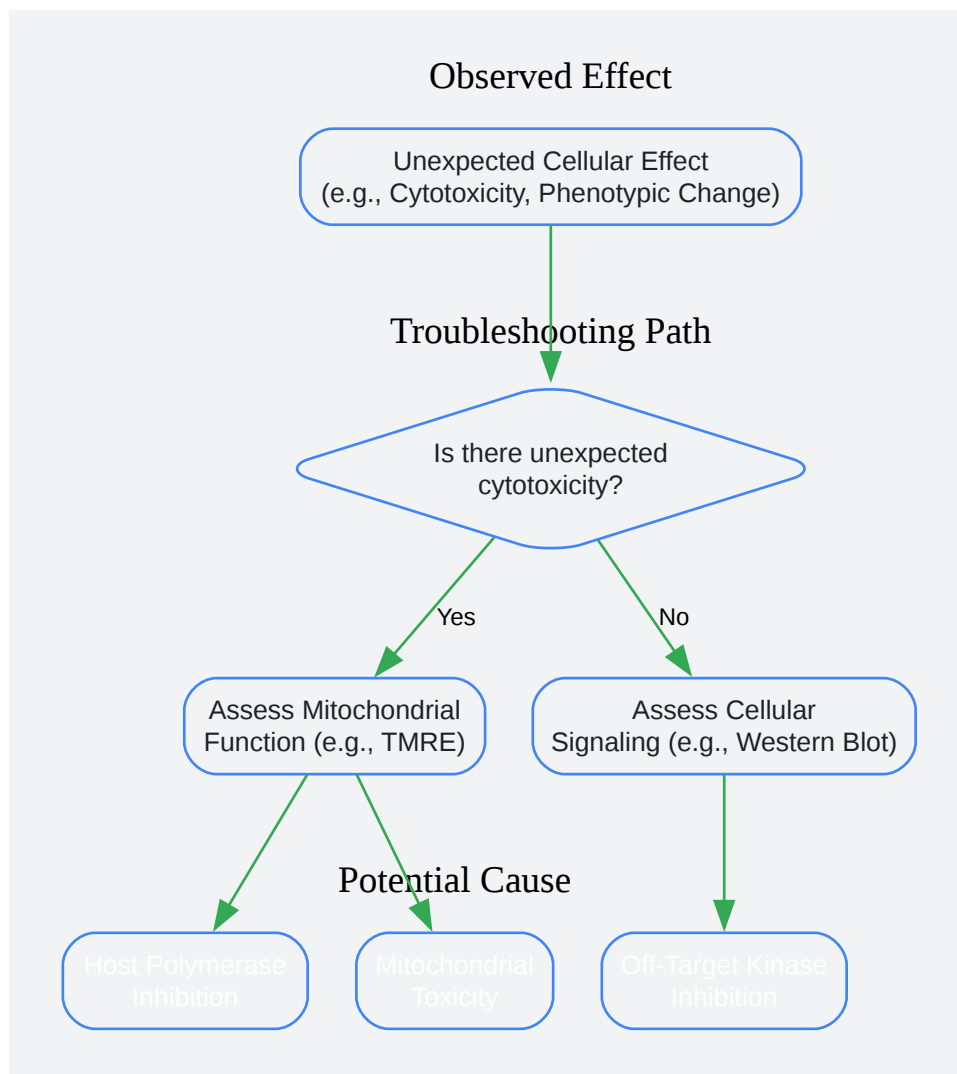 Observed Effect
Unexpected Cellular Effect
(e.g., Cytotoxicity, Phenotypic Change)
Troubleshooting Path
Is there unexpected
cytotoxicity?
Yes
No
Assess Mitochondrial
Function (e.g., TMRE)
Assess Cellular
Signaling (e.g., Western Blot)
Potential Cause
Host Polymerase
Inhibition
Mitochondrial
Toxicity
Off-Target Kinase
Inhibition